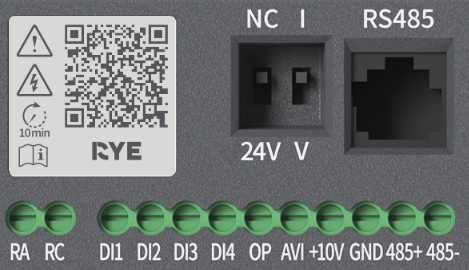 NC I
RS485
10min
RYE
24V V
RA RC DI1 DI2 DI3 DI4 OP AVI +10V GND 485+ 485-